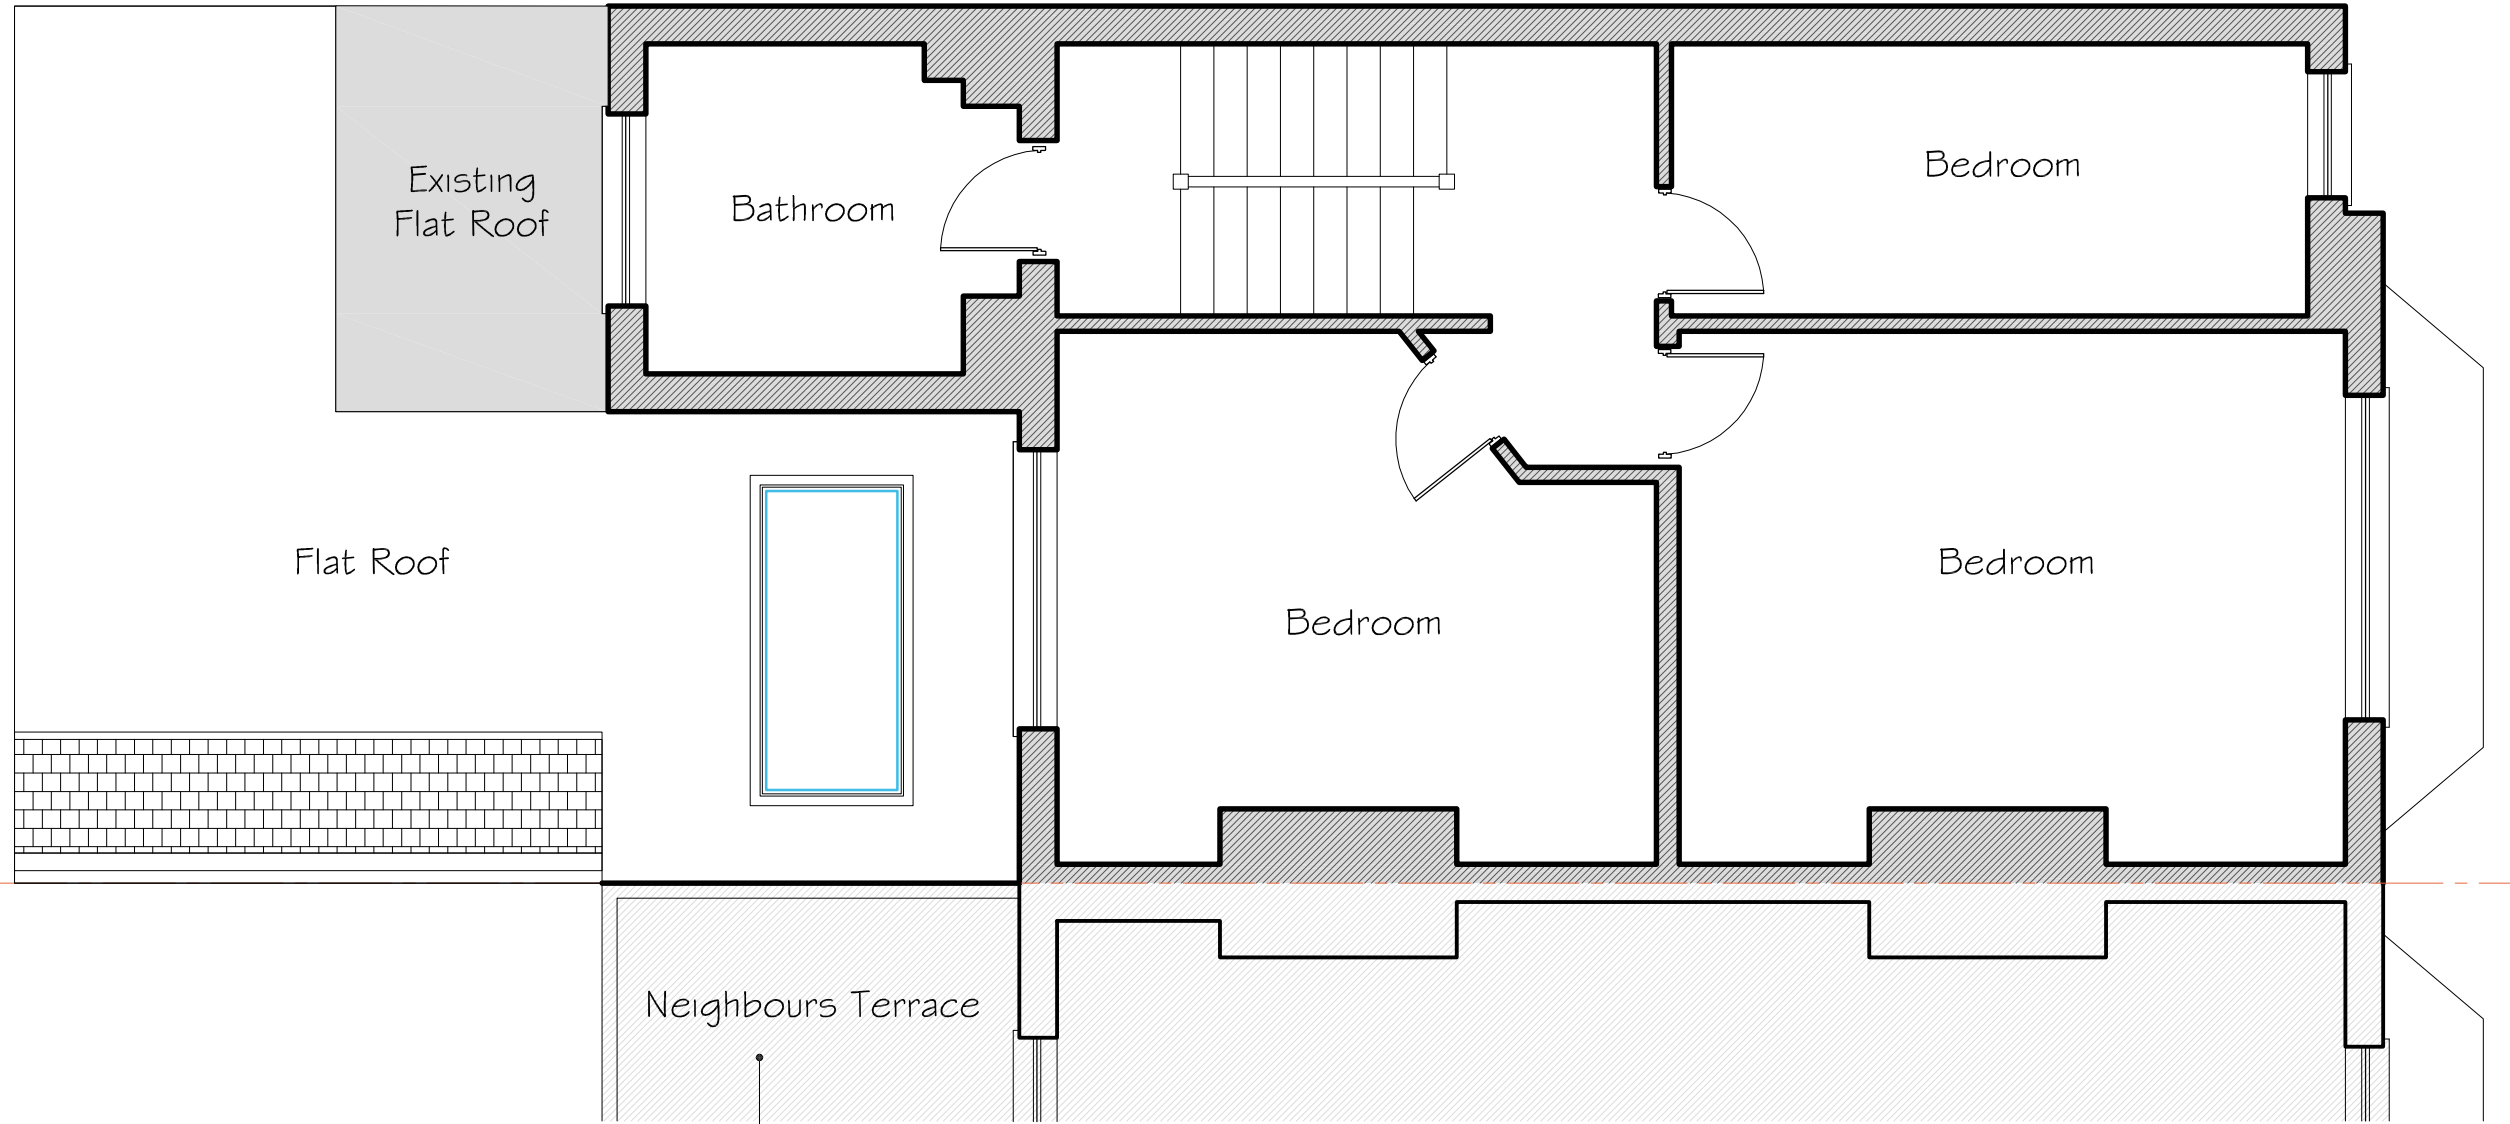 Existing
Flat Roof
Bathroom
Bedroom
Flat Roof
Bedroom
Bedroom
Neighbours Terrace